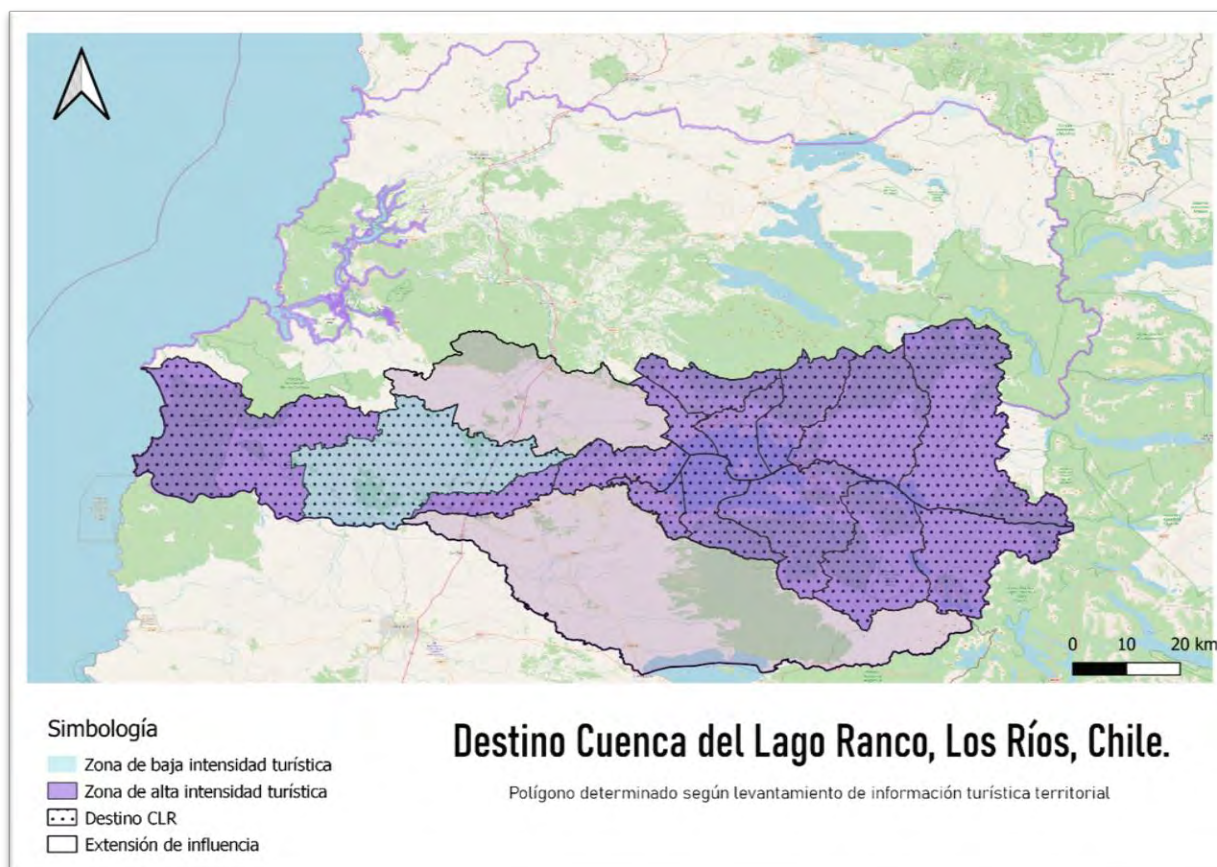 0 10 20 km
Simbología
Zona de baja intensidad turística
Zona de alta intensidad turística
Destino CLR
Extensión de influencia
Destino Cuenca del Lago Ranco, Los Ríos, Chile.
Polígono determinado según levantamiento de información turística territorial